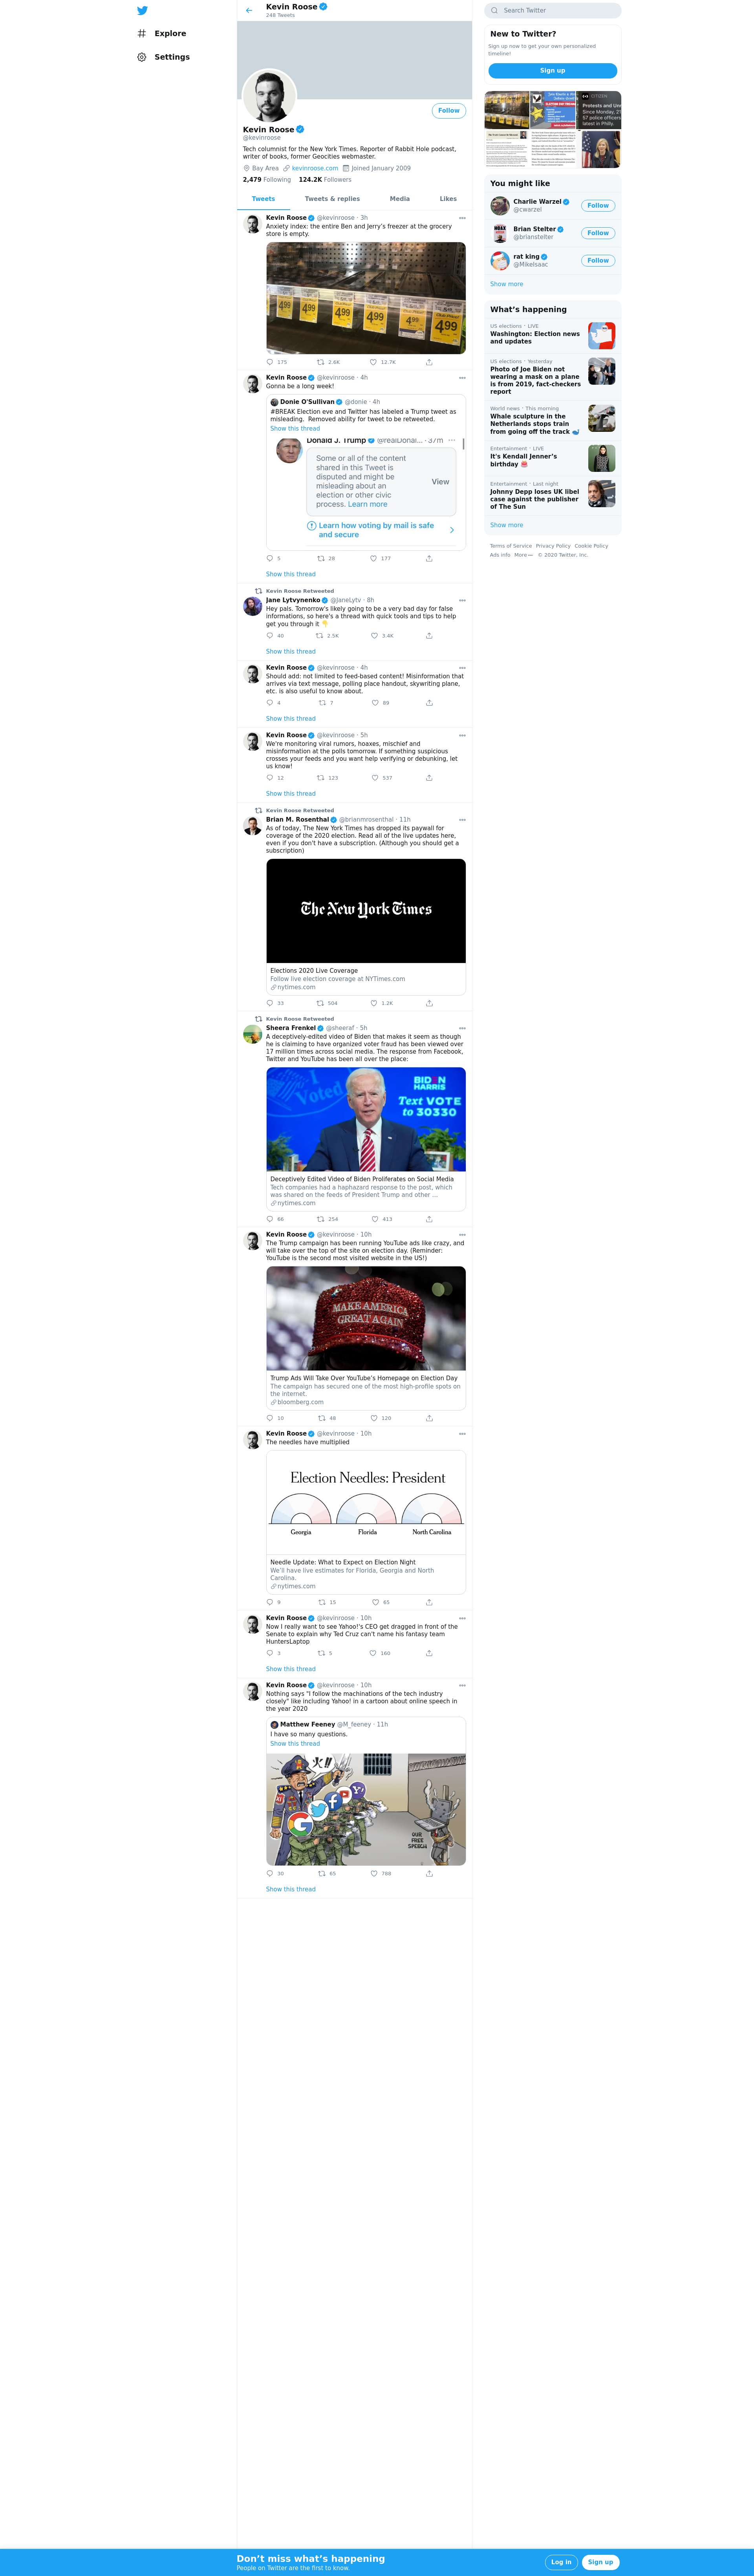 Explore
Settings
Kevin Roose
248 Tweets
Follow
Kevin Roose
@kevinroose
Tech columnist for the New York Times. Reporter of Rabbit Hole podcast,
writer of books, former Geocities webmaster.
Bay Area kevinroose.com Joined January 2009
2,479 Following 124.2K Followers
Tweets Tweets & replies Media Likes
Kevin Roose @kevinroose · 3h
Anxiety index: the entire Ben and Jerry's freezer at the grocery
store is empty.
4.99 4.99 4.99 4.99 4.99 4.99
175 2.6K 12.7K
Kevin Roose @kevinroose · 4h
Gonna be a long week!
Donie O'Sullivan @donie · 4h
#BREAK Election eve and Twitter has labeled a Trump tweet as
misleading. Removed ability for tweet to be retweeted.
Show this thread
Donald J. Trump @realDonal... · 37m
Some or all of the content
shared in this Tweet is
disputed and might be
misleading about an
election or other civic
process. Learn more
View
Learn how voting by mail is safe
and secure
5 28 177
Show this thread
Kevin Roose Retweeted
Jane Lytvynenko @JaneLytv · 8h
Hey pals. Tomorrow's likely going to be a very bad day for false
informations, so here's a thread with quick tools and tips to help
get you through it 👇
40 2.5K 3.4K
Show this thread
Kevin Roose @kevinroose · 4h
Should add: not limited to feed-based content! Misinformation that
arrives via text message, polling place handout, skywriting plane,
etc. is also useful to know about.
4 7 89
Show this thread
Kevin Roose @kevinroose · 5h
We're monitoring viral rumors, hoaxes, mischief and
misinformation at the polls tomorrow. If something suspicious
crosses your feeds and you want help verifying or debunking, let
us know!
12 123 537
Show this thread
Kevin Roose Retweeted
Brian M. Rosenthal @brianmrosenthal · 11h
As of today, The New York Times has dropped its paywall for
coverage of the 2020 election. Read all of the live updates here,
even if you don't have a subscription. (Although you should get a
subscription)
The New York Times
Elections 2020 Live Coverage
Follow live election coverage at NYTimes.com
nytimes.com
33 504 1.2K
Kevin Roose Retweeted
Sheera Frenkel @sheeraf · 5h
A deceptively-edited video of Biden that makes it seem as though
he is claiming to have organized voter fraud has been viewed over
17 million times across social media. The response from Facebook,
Twitter and YouTube has been all over the place:
I Voted
BIDEN
HARRIS
Text VOTE
to 30330
Deceptively Edited Video of Biden Proliferates on Social Media
Tech companies had a haphazard response to the post, which
was shared on the feeds of President Trump and other ...
nytimes.com
66 254 413
Kevin Roose @kevinroose · 10h
The Trump campaign has been running YouTube ads like crazy, and
will take over the top of the site on election day. (Reminder:
YouTube is the second most visited website in the US!)
MAKE AMERICA
GREAT AGAIN
Trump Ads Will Take Over YouTube's Homepage on Election Day
The campaign has secured one of the most high-profile spots on
the internet.
bloomberg.com
10 48 120
Kevin Roose @kevinroose · 10h
The needles have multiplied
Election Needles: President
Georgia Florida North Carolina
Needle Update: What to Expect on Election Night
We'll have live estimates for Florida, Georgia and North
Carolina.
nytimes.com
9 15 65
Kevin Roose @kevinroose · 10h
Now I really want to see Yahoo!'s CEO get dragged in front of the
Senate to explain why Ted Cruz can't name his fantasy team
HuntersLaptop
3 5 160
Show this thread
Kevin Roose @kevinroose · 10h
Nothing says "I follow the machinations of the tech industry
closely" like including Yahoo! in a cartoon about online speech in
the year 2020
Matthew Feeney @M_feeney · 11h
I have so many questions.
Show this thread
火!!
OUR
FREE
SPEECH
30 65 788
Show this thread
Search Twitter
New to Twitter?
Sign up now to get your own personalized
timeline!
Sign up
CITIZEN
Protests and Unr
Since Monday, 2
57 police officers
latest in Philly.
You might like
Charlie Warzel
@cwarzel
Follow
HOAX
Brian Stelter
@brianstelter
Follow
rat king
@MikeIsaac
Follow
Show more
What's happening
US elections · LIVE
Washington: Election news
and updates
US elections · Yesterday
Photo of Joe Biden not
wearing a mask on a plane
is from 2019, fact-checkers
report
World news · This morning
Whale sculpture in the
Netherlands stops train
from going off the track 🐋
Entertainment · LIVE
It's Kendall Jenner's
birthday 🎂
Entertainment · Last night
Johnny Depp loses UK libel
case against the publisher
of The Sun
Show more
Terms of Service Privacy Policy Cookie Policy
Ads info More © 2020 Twitter, Inc.
Don't miss what's happening
People on Twitter are the first to know.
Log in Sign up